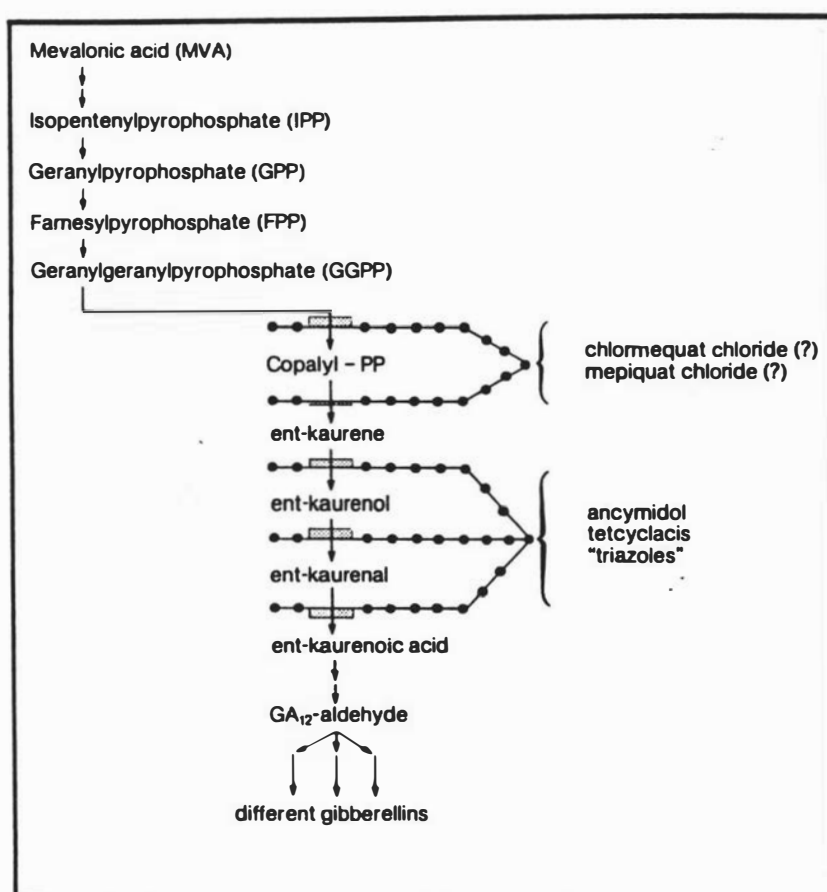 Mevalonic acid (MVA)
Isopentenylpyrophosphate (IPP)
Geranylpyrophosphate (GPP)
Farnesylpyrophosphate (FPP)
Geranylgeranylpyrophosphate (GGPP)
Copalyl – PP
chlormequat chloride (?)
mepiquat chloride (?)
ent-kaurene
ent-kaurenol
ancymidol
tetcyclacis
"triazoles"
ent-kaurenal
ent-kaurenoic acid
GA₁₂-aldehyde
different gibberellins